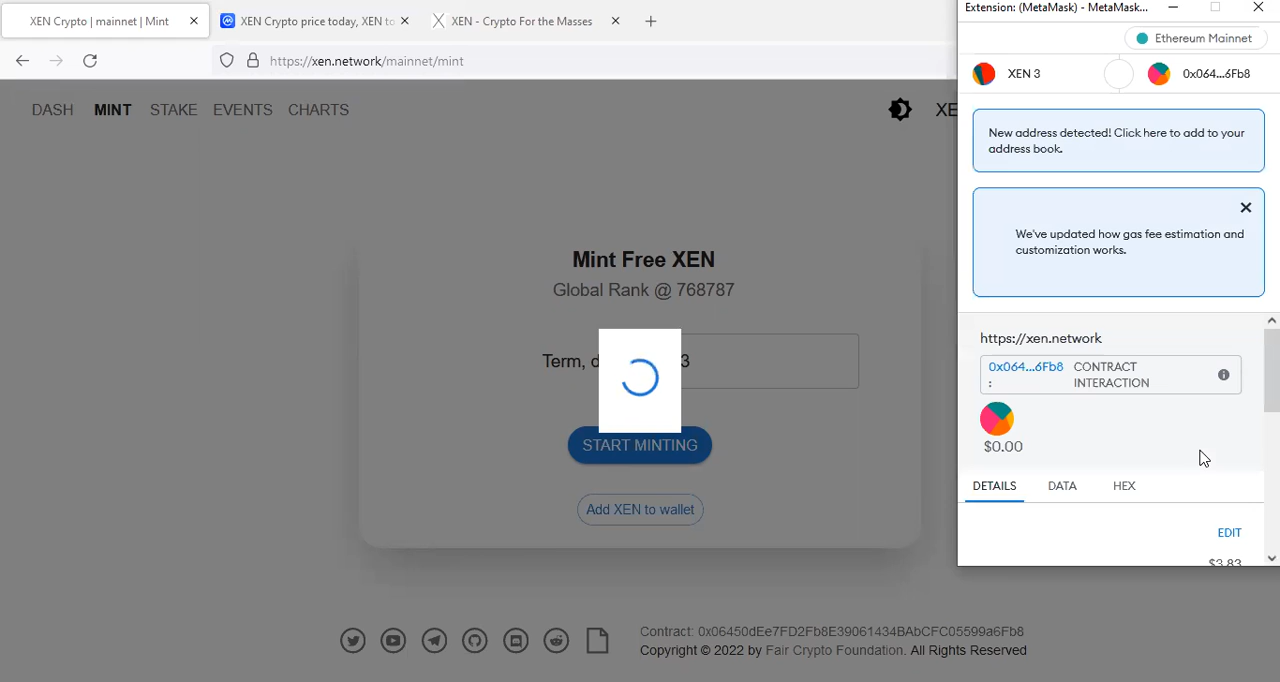 XEN Crypto | mainnet | Mint
XEN Crypto price today, XEN to
XEN - Crypto For the Masses
https://xen.network/mainnet/mint
DASH
MINT
STAKE
EVENTS
CHARTS
XE
Mint Free XEN
Global Rank @ 768787
Term, d
3
START MINTING
Add XEN to wallet
Contract: 0x06450dEe7FD2Fb8E39061434BAbCFC05599a6Fb8
Copyright © 2022 by Fair Crypto Foundation. All Rights Reserved
Extension: (MetaMask) - MetaMask...
Ethereum Mainnet
XEN 3
0x064...6Fb8
New address detected! Click here to add to your
address book.
We've updated how gas fee estimation and
customization works.
https://xen.network
0x064...6Fb8
:
CONTRACT
INTERACTION
$0.00
DETAILS
DATA
HEX
EDIT
$3.83